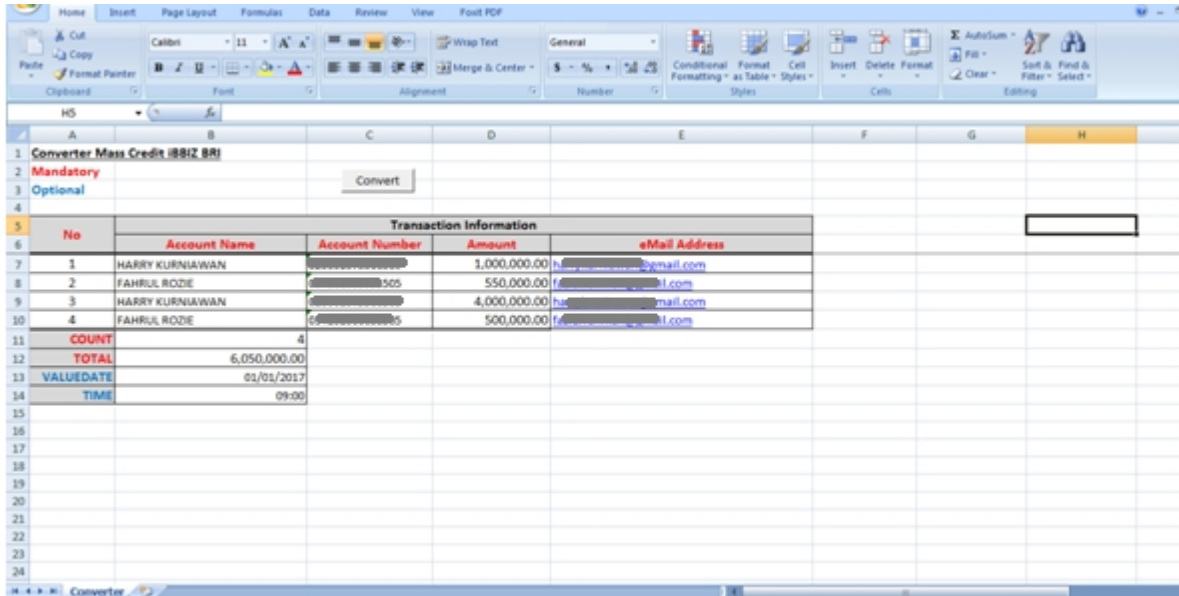 Home Insert Page Layout Formulas Data Review View Foxit PDF
Cut
Copy
Format Painter
Paste
Calibri 11
Wrap Text
Merge & Center
General
B I U
$ % ,
Conditional Formatting
Format as Table
Cell Styles
Insert Delete Format
AutoSum
Fill
Clear
Sort & Filter
Find & Select
Clipboard Font Alignment Number Styles Cells Editing
H5 fx
A B C D E F G H
1 Converter Mass Credit iBBIZ BRI
2 Mandatory
Convert
3 Optional
4
5 No Transaction Information
6 Account Name Account Number Amount eMail Address
7 1 HARRY KURNIAWAN 1,000,000.00 @gmail.com
8 2 FAHRUL ROZIE 550,000.00
9 3 HARRY KURNIAWAN 4,000,000.00
10 4 FAHRUL ROZIE 500,000.00
11 COUNT 4
12 TOTAL 6,050,000.00
13 VALUEDATE 01/01/2017
14 TIME 09:00
15
16
17
18
19
20
21
22
23
24
Converter